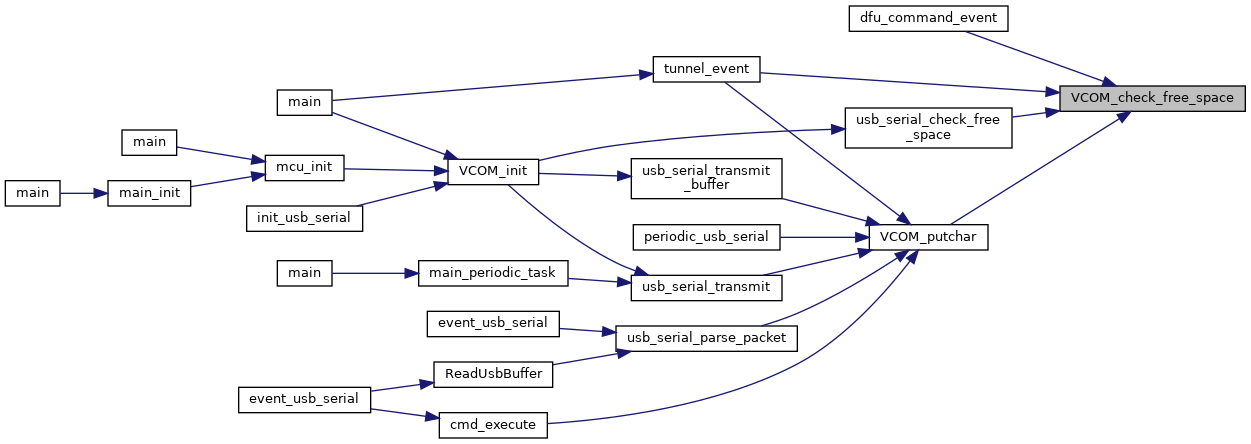 dfu_command_event
tunnel_event
VCOM_check_free_space
main
usb_serial_check_free
_space
main
mcu_init
VCOM_init
usb_serial_transmit
_buffer
main
main_init
init_usb_serial
periodic_usb_serial
VCOM_putchar
main
main_periodic_task
usb_serial_transmit
event_usb_serial
usb_serial_parse_packet
ReadUsbBuffer
event_usb_serial
cmd_execute